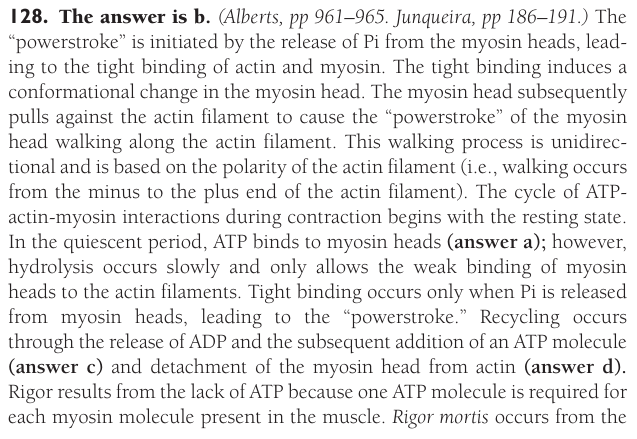 128. The answer is b. (Alberts, pp 961–965. Junqueira, pp 186–191.) The
“powerstroke” is initiated by the release of Pi from the myosin heads, lead-
ing to the tight binding of actin and myosin. The tight binding induces a
conformational change in the myosin head. The myosin head subsequently
pulls against the actin filament to cause the “powerstroke” of the myosin
head walking along the actin filament. This walking process is unidirec-
tional and is based on the polarity of the actin filament (i.e., walking occurs
from the minus to the plus end of the actin filament). The cycle of ATP-
actin-myosin interactions during contraction begins with the resting state.
In the quiescent period, ATP binds to myosin heads (answer a); however,
hydrolysis occurs slowly and only allows the weak binding of myosin
heads to the actin filaments. Tight binding occurs only when Pi is released
from myosin heads, leading to the “powerstroke.” Recycling occurs
through the release of ADP and the subsequent addition of an ATP molecule
(answer c) and detachment of the myosin head from actin (answer d).
Rigor results from the lack of ATP because one ATP molecule is required for
each myosin molecule present in the muscle. Rigor mortis occurs from the